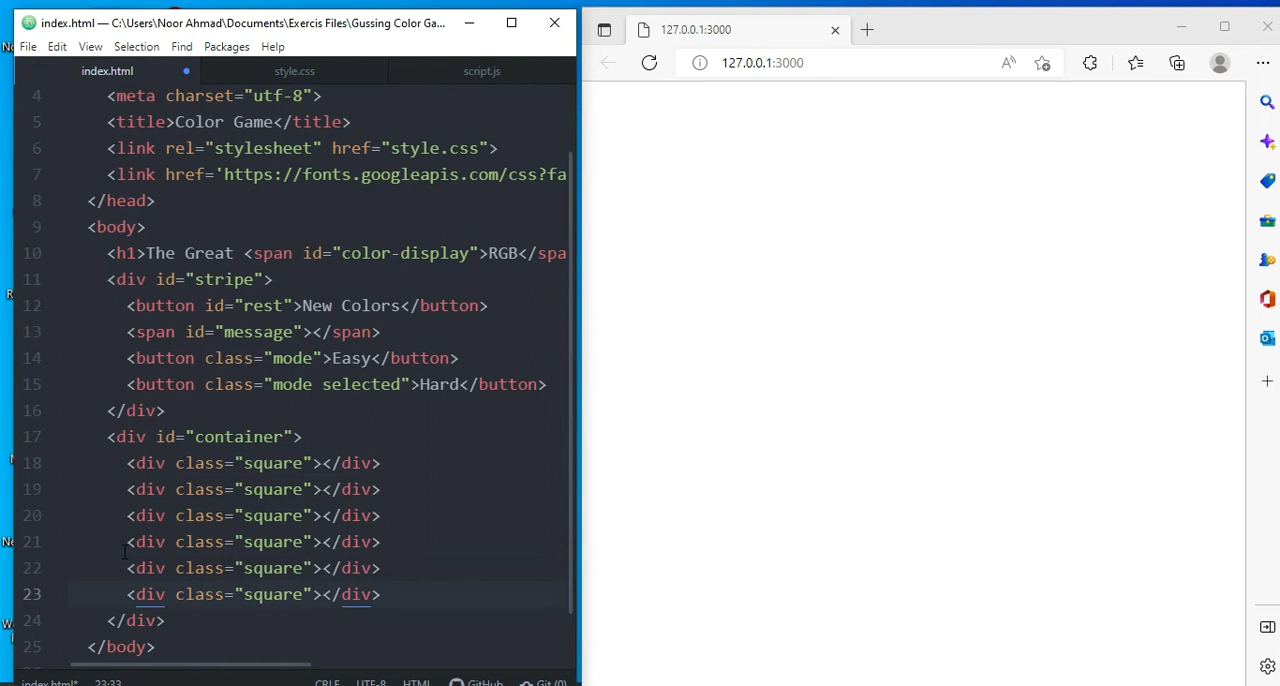 index.html — C:\Users\Noor Ahmad\Documents\Exercis Files\Gussing Color Ga...
File Edit View Selection Find Packages Help
index.html style.css script.js
4 <meta charset="utf-8">
5 <title>Color Game</title>
6 <link rel="stylesheet" href="style.css">
7 <link href='https://fonts.googleapis.com/css?fa
8 </head>
9 <body>
10 <h1>The Great <span id="color-display">RGB</spa
11 <div id="stripe">
12 <button id="rest">New Colors</button>
13 <span id="message"></span>
14 <button class="mode">Easy</button>
15 <button class="mode selected">Hard</button>
16 </div>
17 <div id="container">
18 <div class="square"></div>
19 <div class="square"></div>
20 <div class="square"></div>
21 <div class="square"></div>
22 <div class="square"></div>
23 <div class="square"></div>
24 </div>
25 </body>
index.html* 23:33 CRLF UTF-8 HTML GitHub Git (0)
127.0.0.1:3000
127.0.0.1:3000